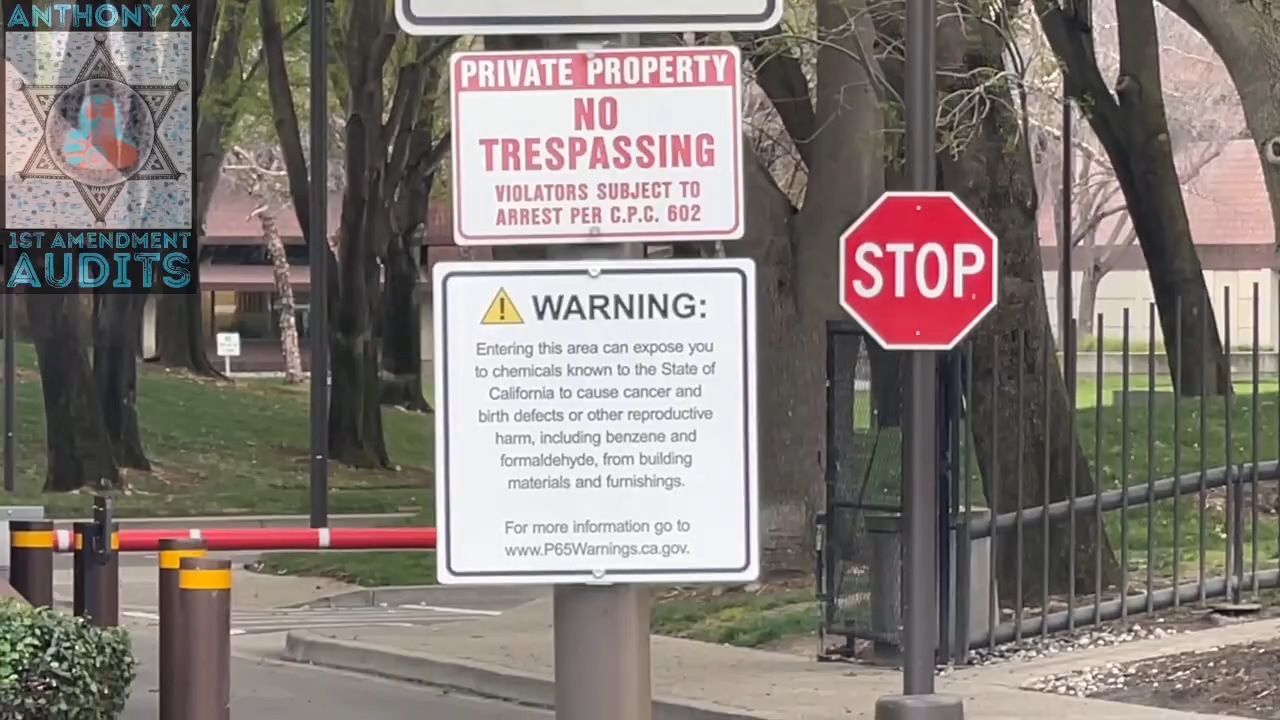 ANTHONY X
1ST AMENDMENT
AUDITS
PRIVATE PROPERTY
NO
TRESPASSING
VIOLATORS SUBJECT TO
ARREST PER C.P.C. 602
WARNING:
Entering this area can expose you
to chemicals known to the State of
California to cause cancer and
birth defects or other reproductive
harm, including benzene and
formaldehyde, from building
materials and furnishings.
For more information go to
www.P65Warnings.ca.gov.
STOP